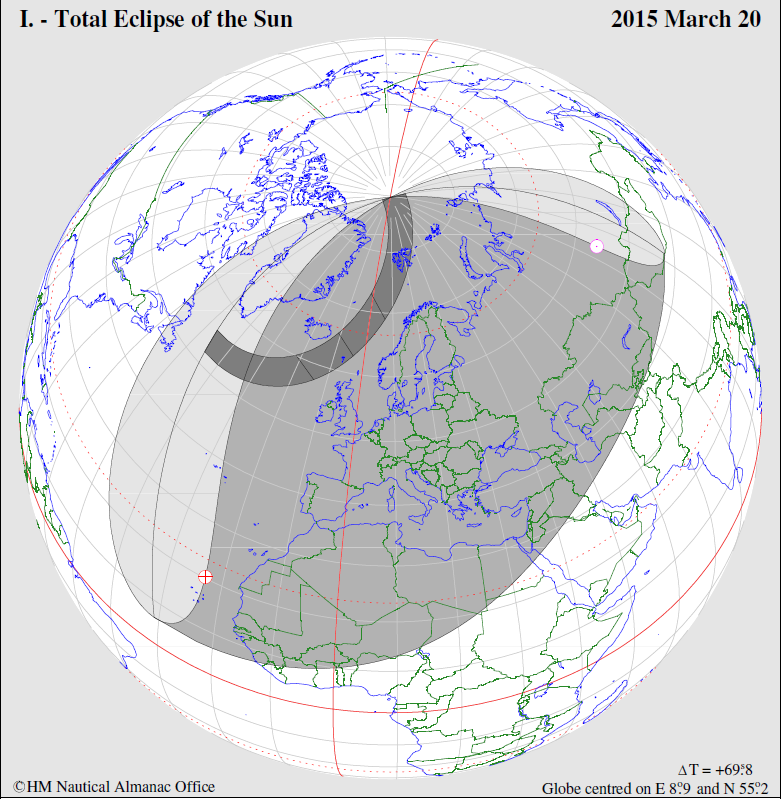 I. - Total Eclipse of the Sun
2015 March 20
ΔT = +69.ˢ8
©HM Nautical Almanac Office
Globe centred on E 8.°9 and N 55.°2